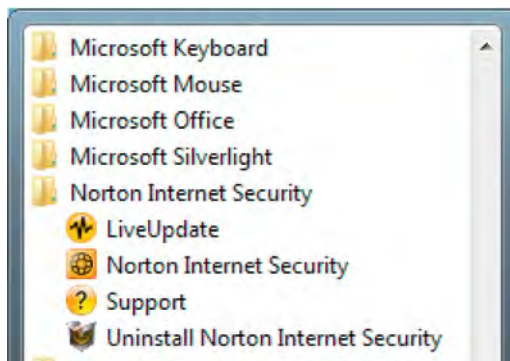 Microsoft Keyboard
Microsoft Mouse
Microsoft Office
Microsoft Silverlight
Norton Internet Security
LiveUpdate
Norton Internet Security
Support
Uninstall Norton Internet Security